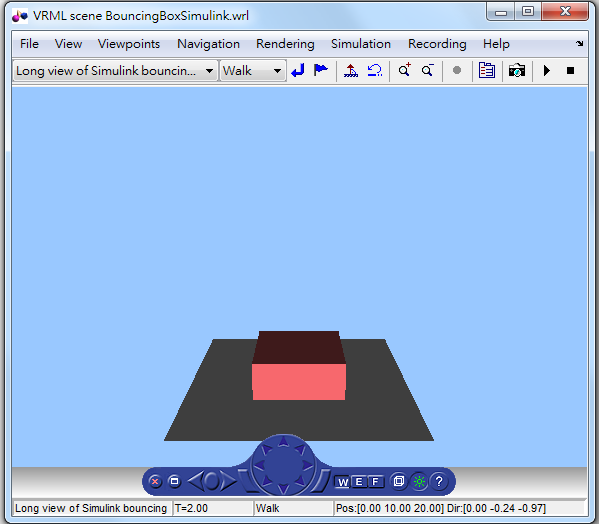 VRML scene BouncingBoxSimulink.wrl
File View Viewpoints Navigation Rendering Simulation Recording Help
Long view of Simulink bouncin... Walk
W E F ?
Long view of Simulink bouncing T=2.00 Walk Pos:[0.00 10.00 20.00] Dir:[0.00 -0.24 -0.97]